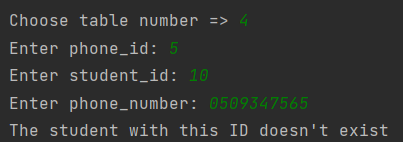 Choose table number => 4
Enter phone_id: 5
Enter student_id: 10
Enter phone_number: 0509347565
The student with this ID doesn't exist